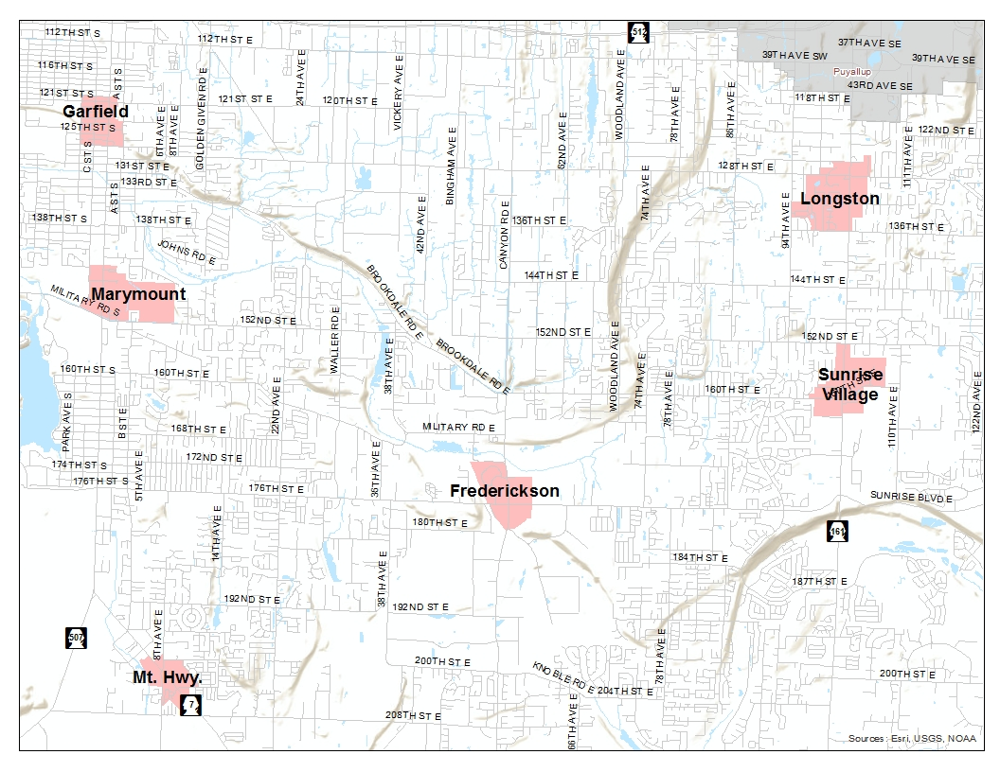 112TH ST S
112TH ST E
512
37TH AVE SE
39TH AVE SW
39TH AVE SE
Puyallup
43RD AVE SE
116TH ST S
A ST S
24TH AVE E
VICKERY AVE E
WOODLAND AVE E
78TH AVE E
86TH AVE E
121ST ST S
Garfield
125TH ST S
GOLDEN GIVEN RD E
121ST ST E
120TH ST E
118TH ST E
122ND ST E
6TH AVE E
8TH AVE E
C ST S
131ST ST E
133RD ST E
A ST S
BINGHAM AVE E
62ND AVE E
128TH ST E
111TH AVE E
Longston
74TH AVE E
94TH AVE E
138TH ST S
138TH ST E
42ND AVE E
CANYON RD E
136TH ST E
136TH ST E
JOHNS RD E
144TH ST E
144TH ST E
Marymount
MILITARY RD S
BROOKDALE RD E
152ND ST E
WALLER RD E
152ND ST E
WOODLAND AVE E
152ND ST E
BROOKDALE RD E
160TH ST S
160TH ST E
38TH AVE E
74TH AVE E
78TH AVE E
160TH ST E
Sunrise
Village
122ND AVE E
110TH AVE E
PARK AVE S
B ST E
22ND AVE E
168TH ST E
MILITARY RD E
174TH ST S
172ND ST E
36TH AVE E
176TH ST S
5TH AVE E
176TH ST E
Frederickson
SUNRISE BLVD E
180TH ST E
161
14TH AVE E
38TH AVE E
184TH ST E
187TH ST E
192ND ST E
192ND ST E
507
8TH AVE E
78TH AVE E
200TH ST E
KNOBLE RD E
204TH ST E
200TH ST E
Mt. Hwy.
7
208TH ST E
66TH AVE E
Sources: Esri, USGS, NOAA